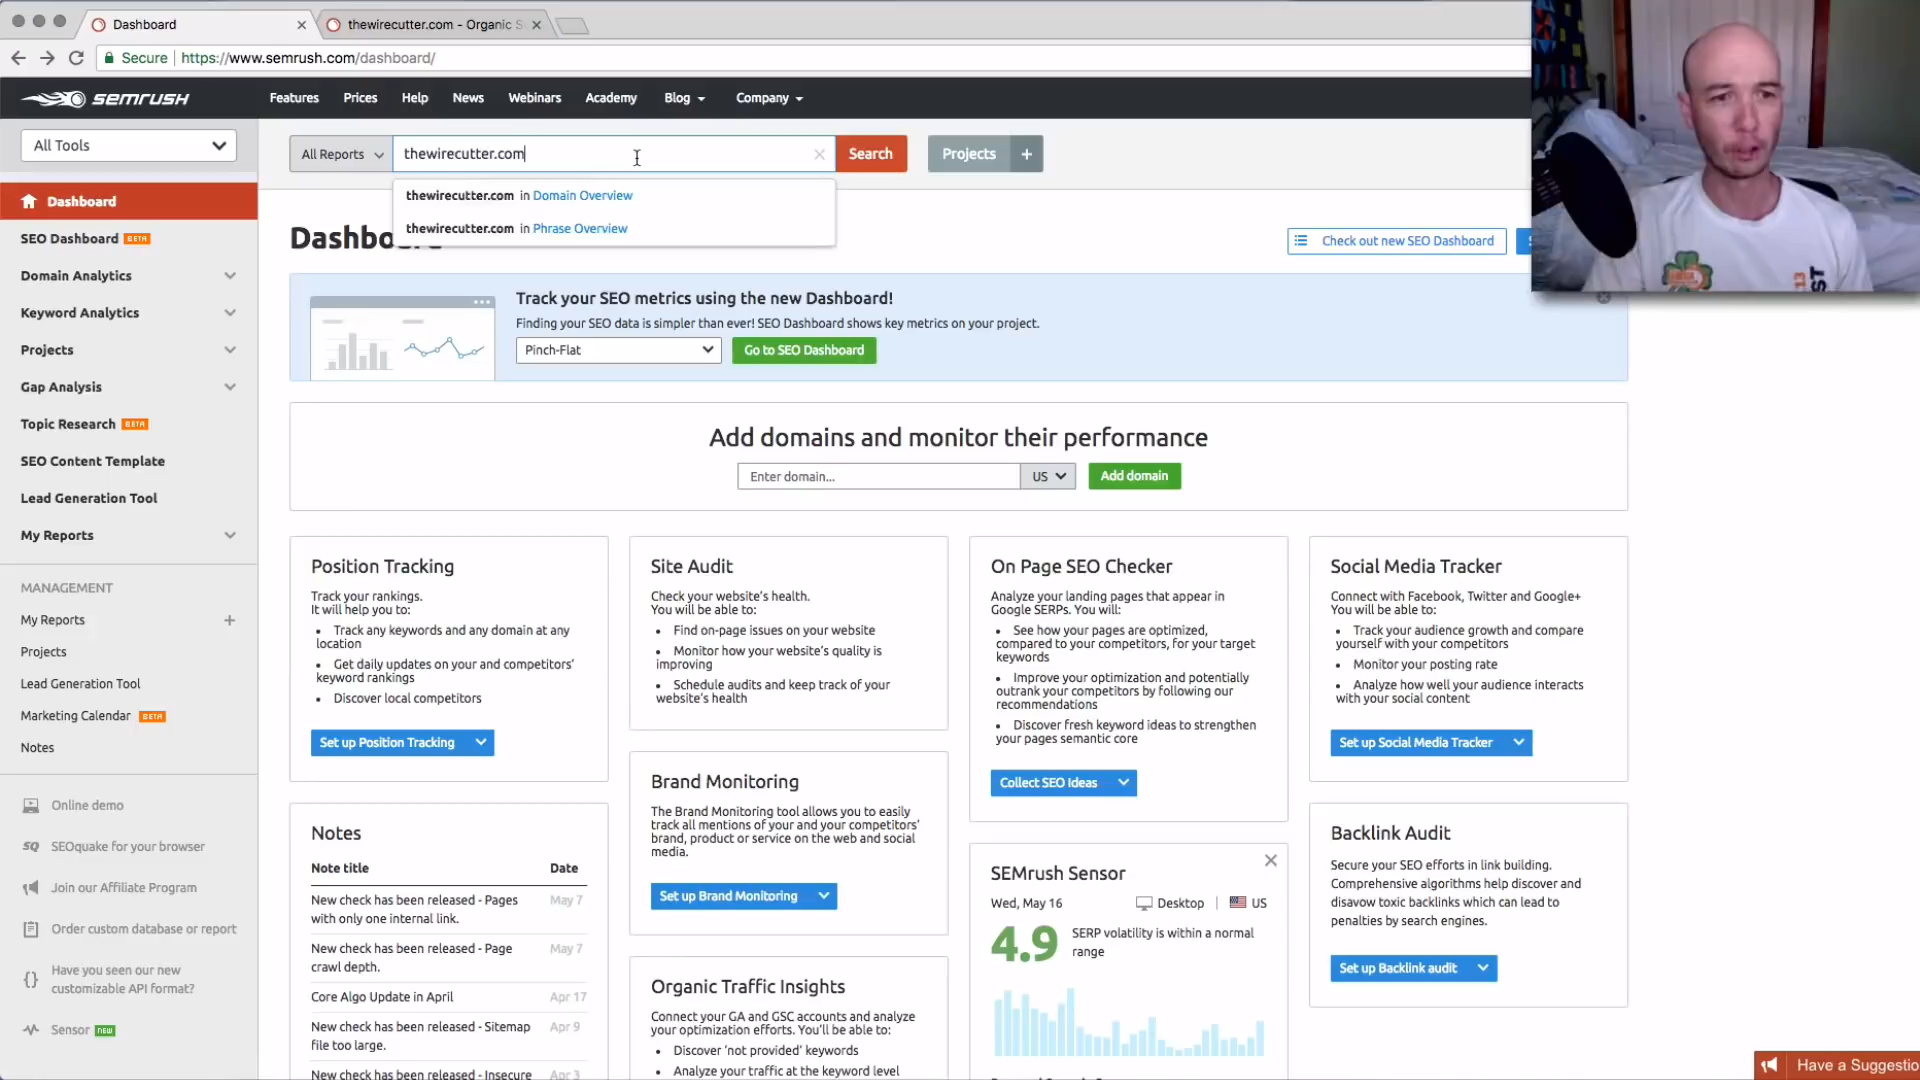 Dashboard
thewirecutter.com - Organic S
Secure
https://www.semrush.com/dashboard/
semrush
Features
Prices
Help
News
Webinars
Academy
Blog
Company
All Tools
All Reports
thewirecutter.com
Search
Projects +
thewirecutter.com in Domain Overview
thewirecutter.com in Phrase Overview
Dashboard
SEO Dashboard BETA
Domain Analytics
Keyword Analytics
Projects
Gap Analysis
Topic Research BETA
SEO Content Template
Lead Generation Tool
My Reports
MANAGEMENT
My Reports +
Projects
Lead Generation Tool
Marketing Calendar BETA
Notes
Online demo
SQ SEOquake for your browser
Join our Affiliate Program
Order custom database or report
{} Have you seen our new
customizable API format?
Sensor NEW
Dashbo
Check out new SEO Dashboard
Track your SEO metrics using the new Dashboard!
Finding your SEO data is simpler than ever! SEO Dashboard shows key metrics on your project.
Pinch-Flat
Go to SEO Dashboard
Add domains and monitor their performance
Enter domain...
US
Add domain
Position Tracking
Track your rankings.
It will help you to:
• Track any keywords and any domain at any
location
• Get daily updates on your and competitors'
keyword rankings
• Discover local competitors
Set up Position Tracking
Notes
Note title
Date
New check has been released - Pages
with only one internal link.
May 7
New check has been released - Page
crawl depth.
May 7
Core Algo Update in April
Apr 17
New check has been released - Sitemap
file too large.
Apr 9
New check has been released - Insecure
Apr 3
Site Audit
Check your website's health.
You will be able to:
• Find on-page issues on your website
• Monitor how your website's quality is
improving
• Schedule audits and keep track of your
website's health
Brand Monitoring
The Brand Monitoring tool allows you to easily
track all mentions of your and your competitors'
brand, product or service on the web and social
media.
Set up Brand Monitoring
Organic Traffic Insights
Connect your GA and GSC accounts and analyze
your optimization efforts. You'll be able to:
• Discover 'not provided' keywords
• Analyze your traffic at the keyword level
On Page SEO Checker
Analyze your landing pages that appear in
Google SERPs. You will:
• See how your pages are optimized,
compared to your competitors, for your target
keywords
• Improve your optimization and potentially
outrank your competitors by following our
recommendations
• Discover fresh keyword ideas to strengthen
your pages semantic core
Collect SEO Ideas
SEMrush Sensor
Wed, May 16
Desktop
US
4.9
SERP volatility is within a normal
range
Social Media Tracker
Connect with Facebook, Twitter and Google+
You will be able to:
• Track your audience growth and compare
yourself with your competitors
• Monitor your posting rate
• Analyze how well your audience interacts
with your social content
Set up Social Media Tracker
Backlink Audit
Secure your SEO efforts in link building.
Comprehensive algorithms help discover and
disavow toxic backlinks which can lead to
penalties by search engines.
Set up Backlink audit
Have a Suggestio